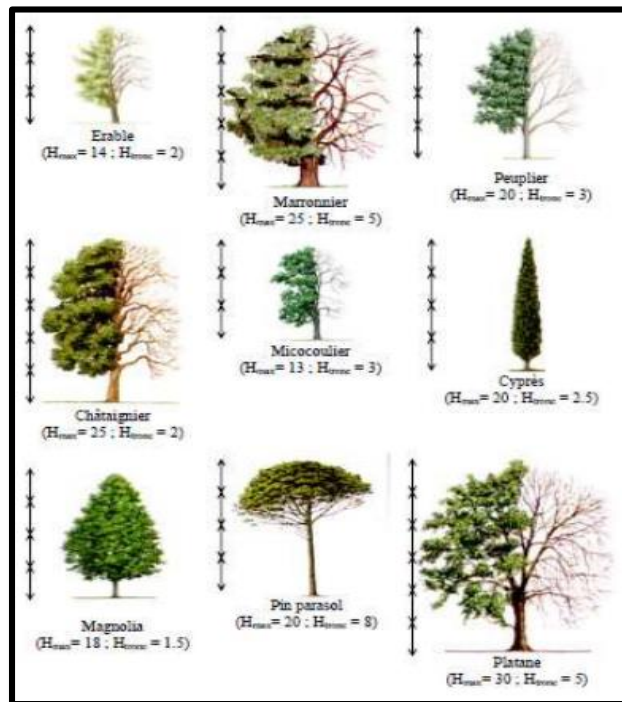 Erable
(Hmax= 14 ; Htronc = 2)
Marronnier
(Hmax= 25 ; Htronc = 5)
Peuplier
(Hmax= 20 ; Htronc = 3)
Châtaignier
(Hmax= 25 ; Htronc = 2)
Micocoulier
(Hmax= 13 ; Htronc = 3)
Cyprès
(Hmax= 20 ; Htronc = 2.5)
Magnolia
(Hmax= 18 ; Htronc = 1.5)
Pin parasol
(Hmax= 20 ; Htronc = 8)
Platane
(Hmax= 30 ; Htronc = 5)